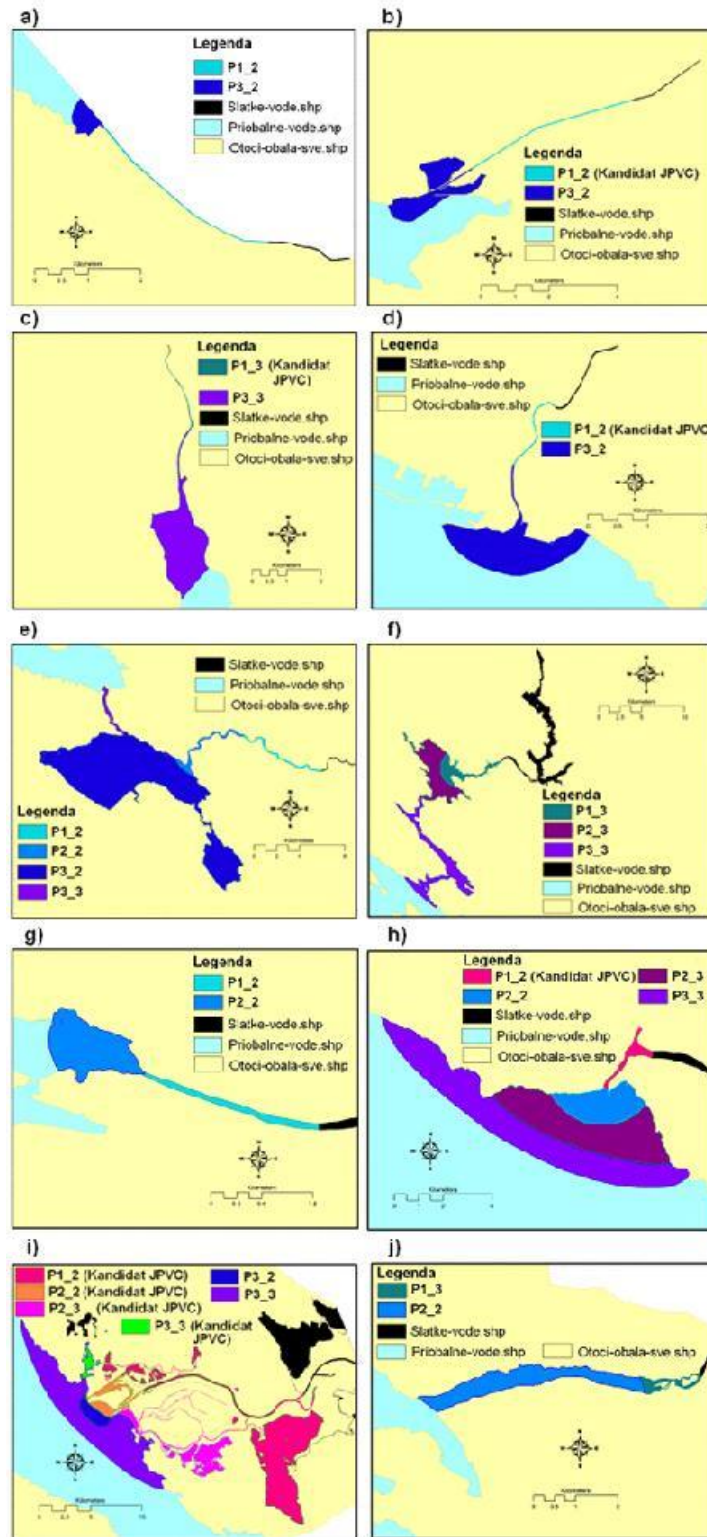 a)
Legenda
P1_2
P3_2
Slatke-vode.shp
Priobalne-vode.shp
Otoci-obala-sve.shp
b)
Legenda
P1_2 (Kandidat JPVC)
P3_2
Slatke-vode.shp
Priobalne-vode.shp
Otoci-obala-sve.shp
c)
Legenda
P1_3 (Kandidat
JPVC)
P3_3
Slatke-vode.shp
Priobalne-vode.shp
Otoci-obala-sve.shp
d)
Legenda
Slatke-vode.shp
Priobalne-vode.shp
Otoci-obala-sve.shp
P1_2 (Kandidat JPVC
P3_2
e)
Slatke-vode.shp
Priobalne-vode.shp
Otoci-obala-sve.shp
Legenda
P1_2
P2_2
P3_2
P3_3
f)
Legenda
P1_3
P2_3
P3_3
Slatke-vode.shp
Priobalne-vode.shp
Otoci-obala-sve.shp
g)
Legenda
P1_2
P2_2
Slatke-vode.shp
Priobalne-vode.shp
Otoci-obala-sve.shp
h)
Legenda
P1_2 (Kandidat JPVC) P2_3
P2_2 P3_3
Slatke-vode.shp
Priobalne-vode.shp
Otoci-obala-sve.shp
i)
P1_2 (Kandidat JPVC) P3_2
P2_2 (Kandidat JPVC) P3_3
P2_3 (Kandidat JPVC)
P3_3 (Kandidat
JPVC)
j)
Legenda
P1_3
P2_2
Slatke-vode.shp
Priobalne-vode.shp Otoci-obala-sve.shp